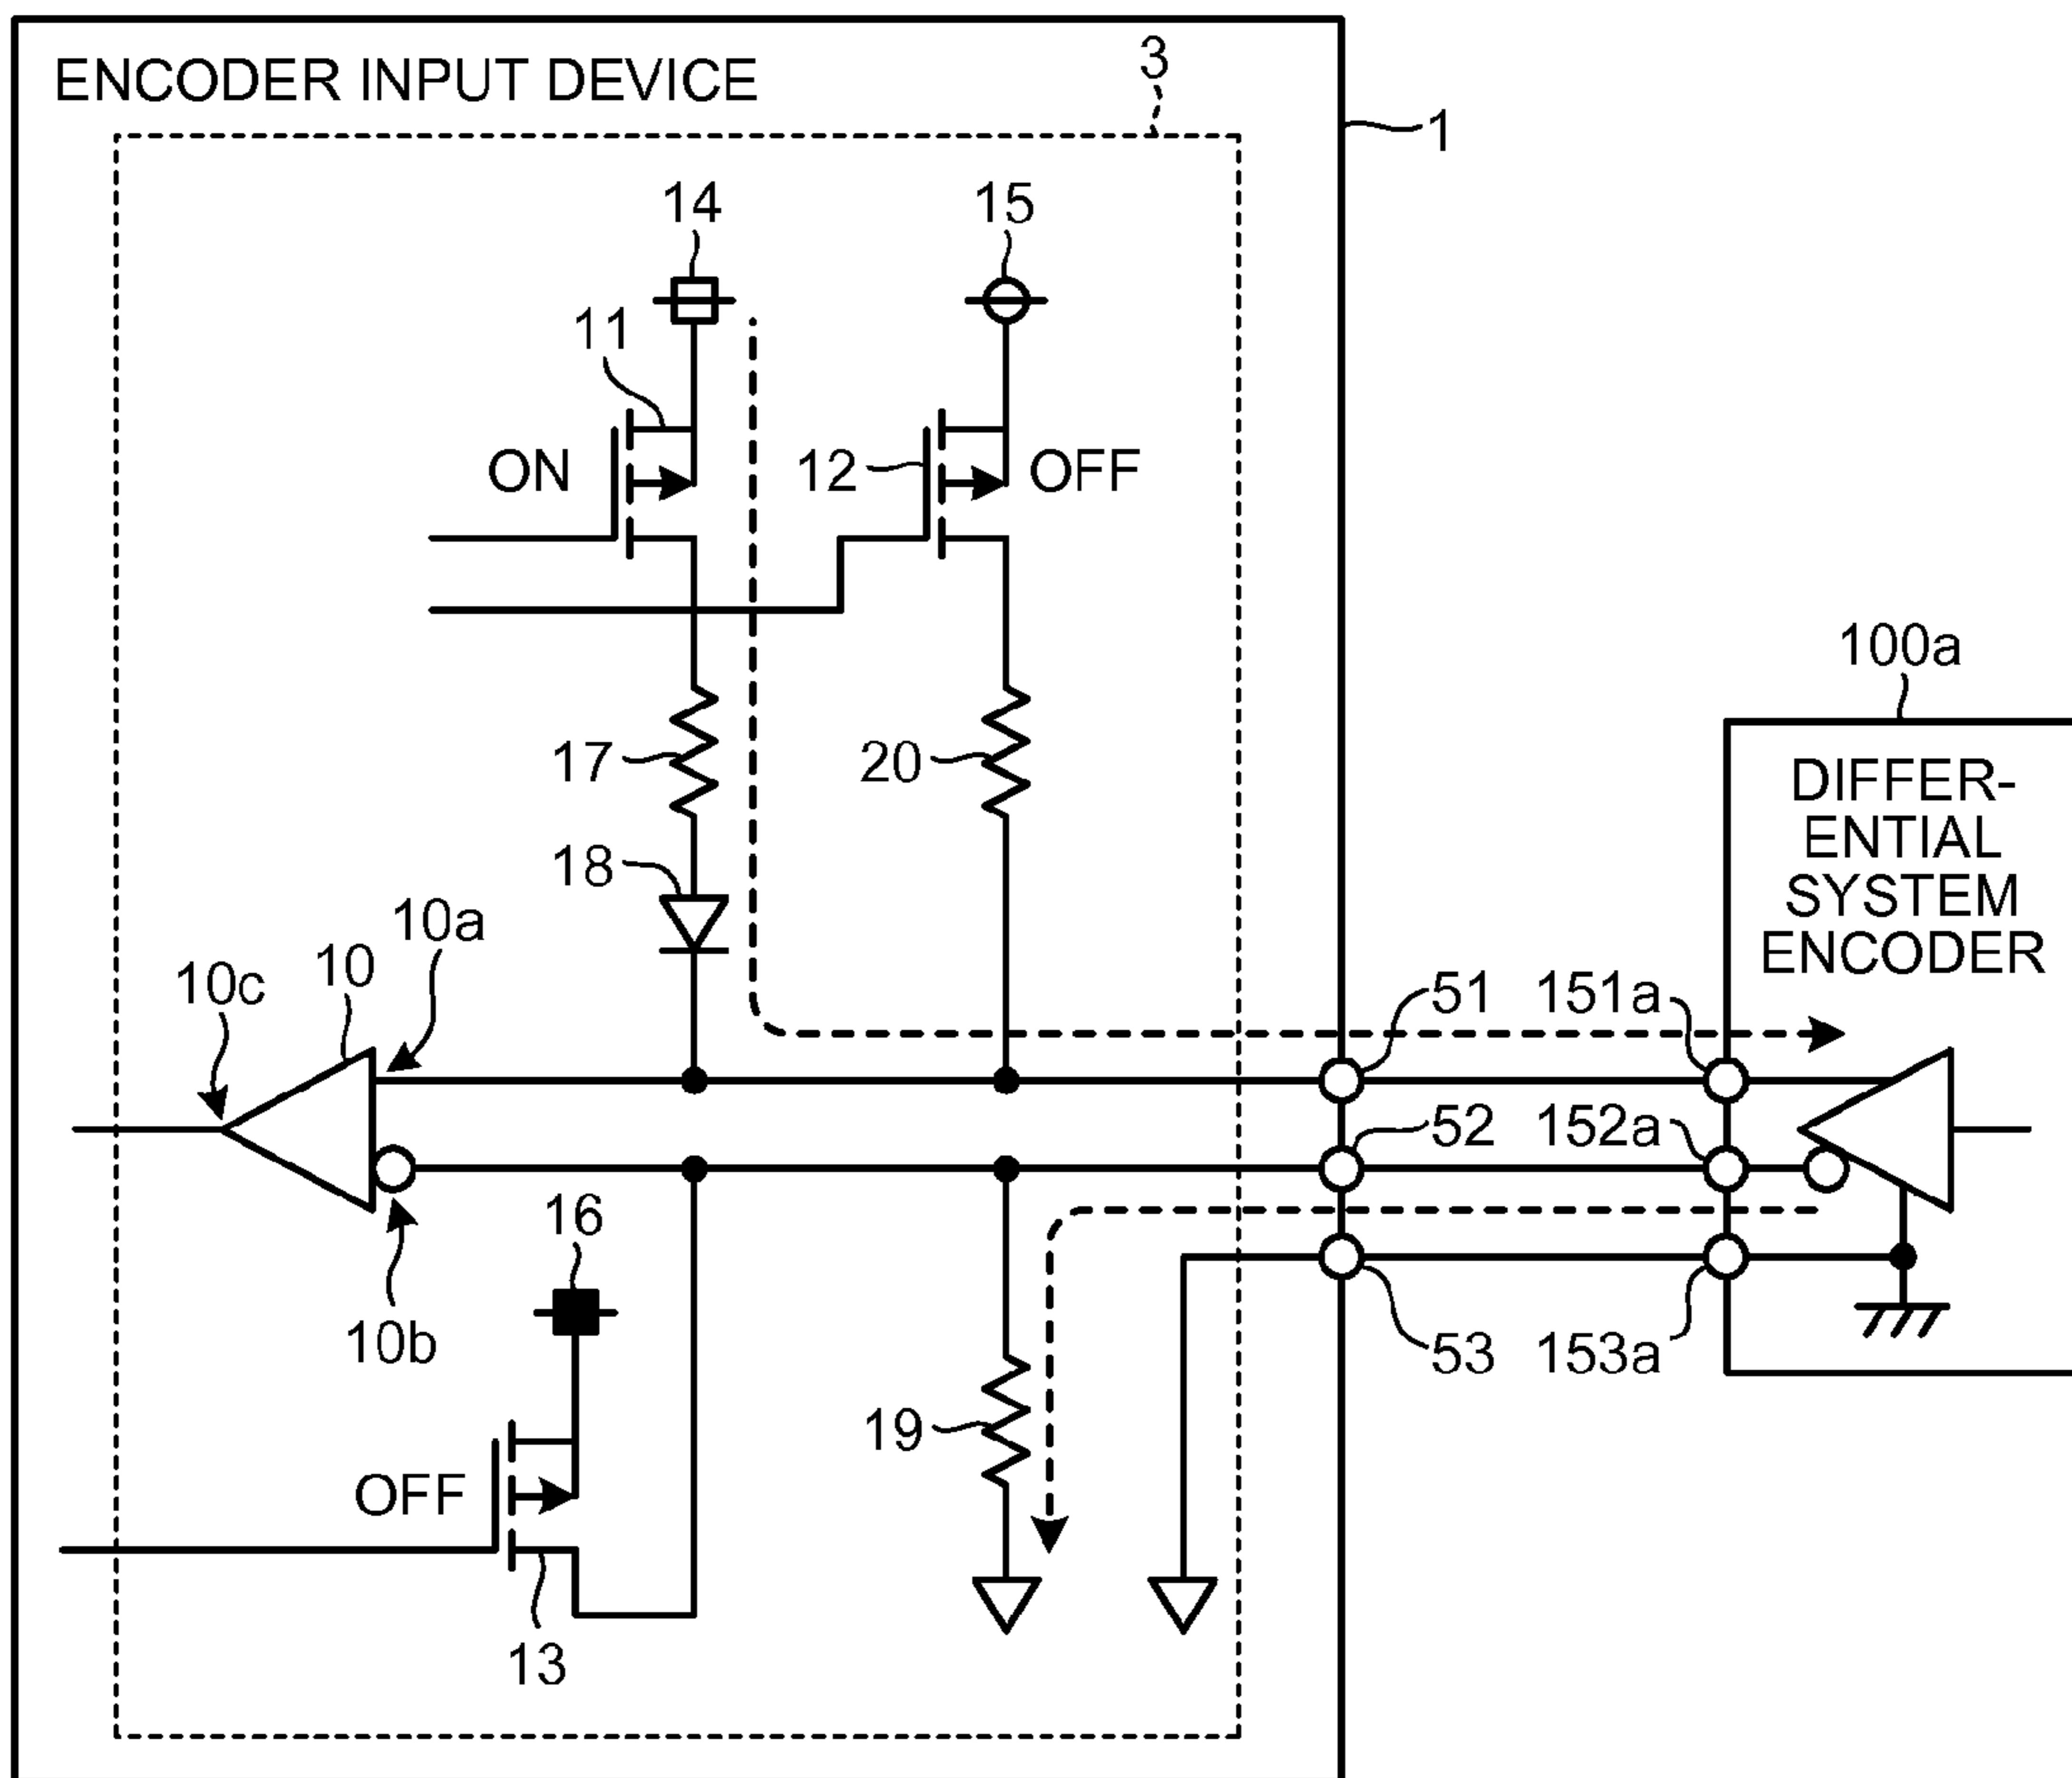 ENCODER INPUT DEVICE
3
1
14
15
11
ON
12
OFF
100a
17
20
DIFFER-
ENTIAL
SYSTEM
ENCODER
18
10a
10
10c
51
151a
52
152a
16
10b
53
153a
19
OFF
13